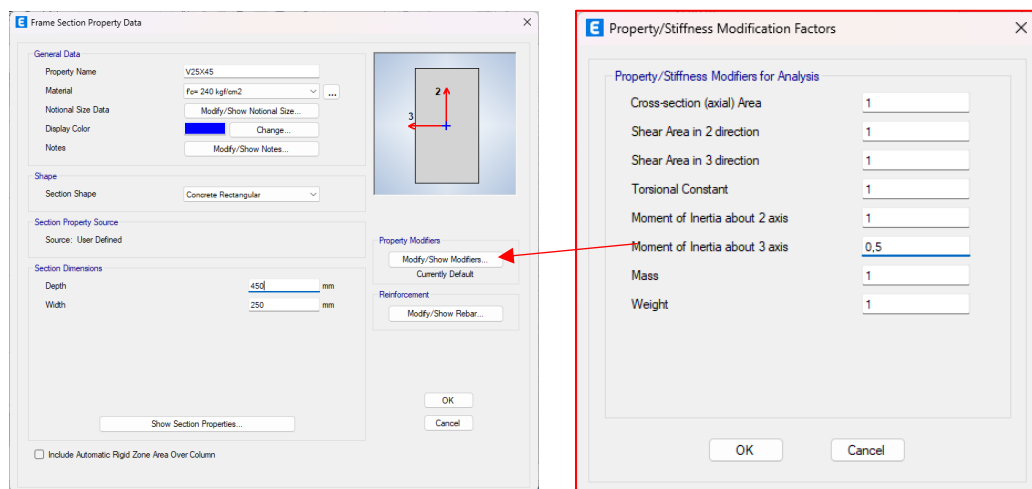 Frame Section Property Data
General Data
Property Name V25X45
Material f'c= 240 kgf/cm2 ...
Notional Size Data Modify/Show Notional Size...
Display Color Change...
Notes Modify/Show Notes...
2
3
Shape
Section Shape Concrete Rectangular
Section Property Source
Source: User Defined
Property Modifiers
Modify/Show Modifiers...
Currently Default
Section Dimensions
Depth 450 mm
Width 250 mm
Reinforcement
Modify/Show Rebar...
OK
Cancel
Show Section Properties...
Include Automatic Rigid Zone Area Over Column
Property/Stiffness Modification Factors
Property/Stiffness Modifiers for Analysis
Cross-section (axial) Area 1
Shear Area in 2 direction 1
Shear Area in 3 direction 1
Torsional Constant 1
Moment of Inertia about 2 axis 1
Moment of Inertia about 3 axis 0,5
Mass 1
Weight 1
OK Cancel